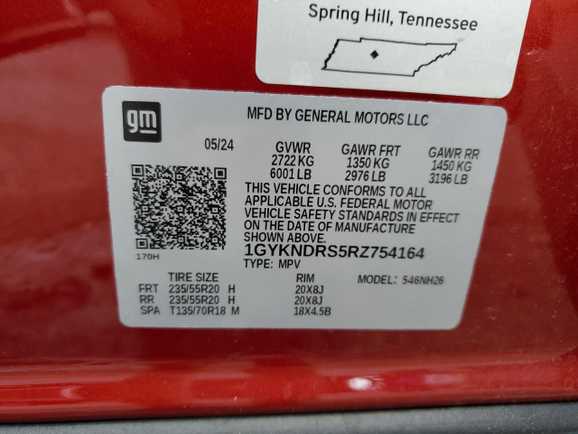 Spring Hill, Tennessee
gm
MFD BY GENERAL MOTORS LLC
05/24 GVWR GAWR FRT GAWR RR
2722 KG 1350 KG 1450 KG
6001 LB 2976 LB 3196 LB
THIS VEHICLE CONFORMS TO ALL
APPLICABLE U.S. FEDERAL MOTOR
VEHICLE SAFETY STANDARDS IN EFFECT
ON THE DATE OF MANUFACTURE
SHOWN ABOVE.
1GYKNDRS5RZ754164
170H
TYPE: MPV
TIRE SIZE RIM MODEL: 546NH26
FRT 235/55R20 H 20X8J
RR 235/55R20 H 20X8J
SPA T135/70R18 M 18X4.5B